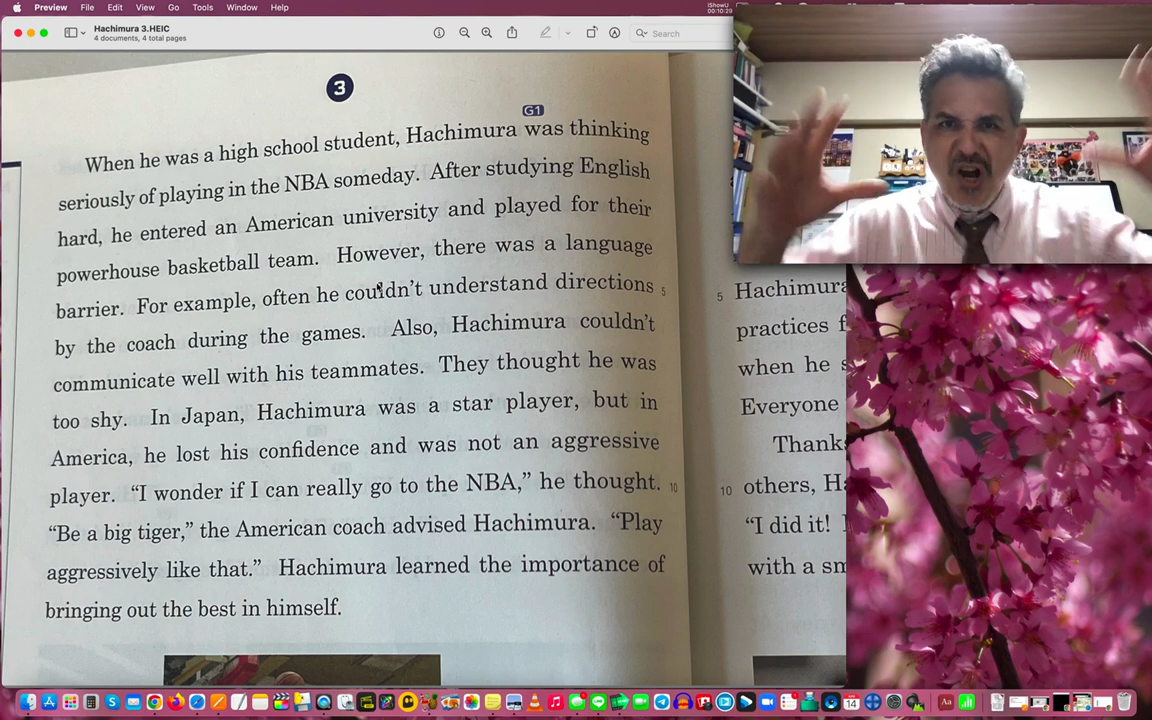 Preview File Edit View Go Tools Window Help
iShowU
00:10:29
Hachimura 3.HEIC
4 documents, 4 total pages
Search
3
G1
When he was a high school student, Hachimura was thinking
seriously of playing in the NBA someday. After studying English
hard, he entered an American university and played for their
powerhouse basketball team. However, there was a language
barrier. For example, often he couldn't understand directions 5
by the coach during the games. Also, Hachimura couldn't
communicate well with his teammates. They thought he was
too shy. In Japan, Hachimura was a star player, but in
America, he lost his confidence and was not an aggressive
player. “I wonder if I can really go to the NBA,” he thought. 10
“Be a big tiger,” the American coach advised Hachimura. “Play
aggressively like that.” Hachimura learned the importance of
bringing out the best in himself.
5 Hachimura
practices f
when he s
Everyone
Thank
10 others, Ha
“I did it!
with a sm
14
Aa